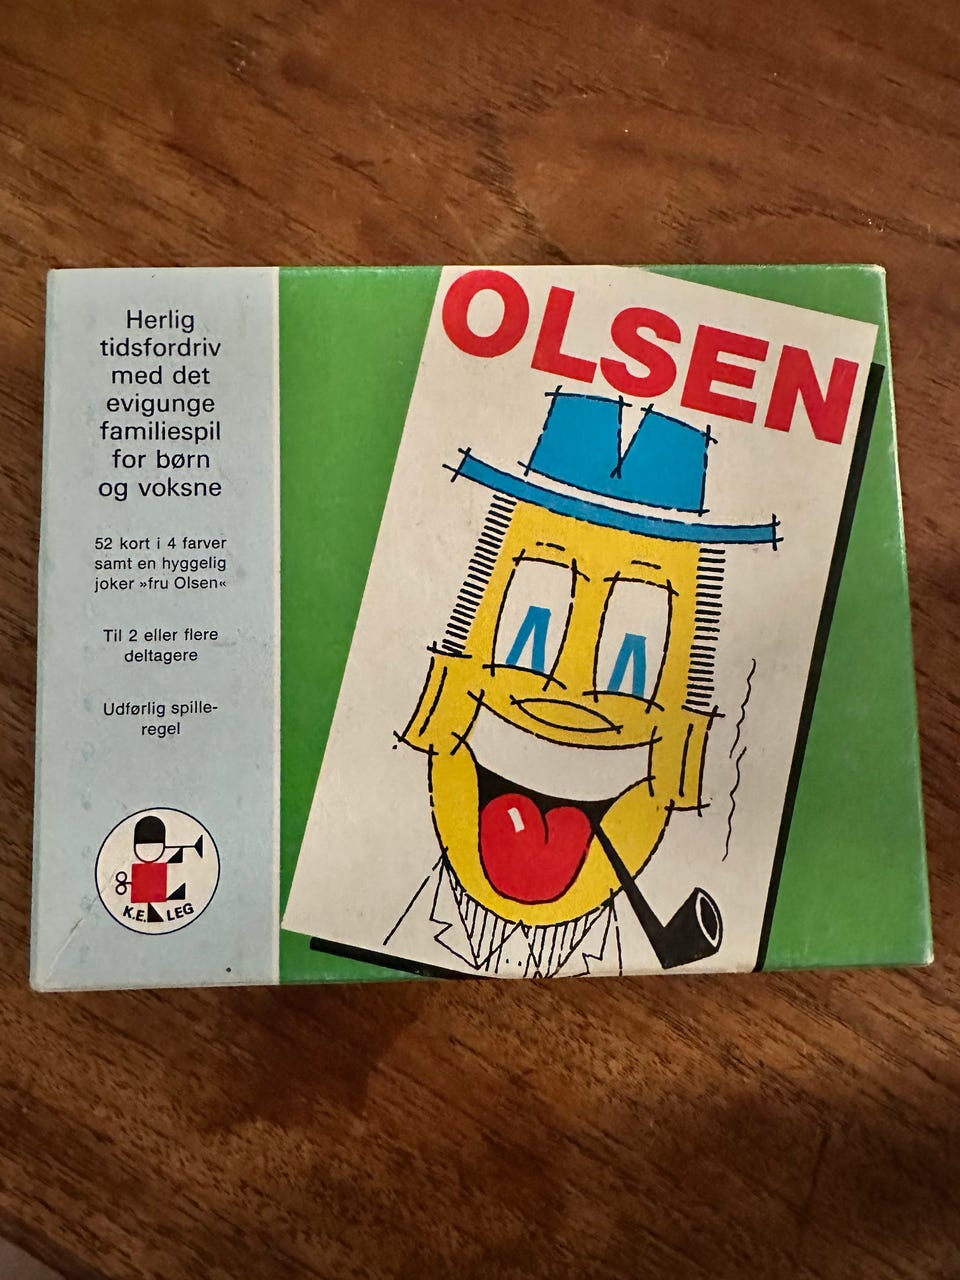 Herlig
tidsfordriv
med det
evigunge
familiespil
for børn
og voksne
52 kort i 4 farver
samt en hyggelig
joker »fru Olsen«
Til 2 eller flere
deltagere
Udførlig spille-
regel
K.E. LEG
OLSEN